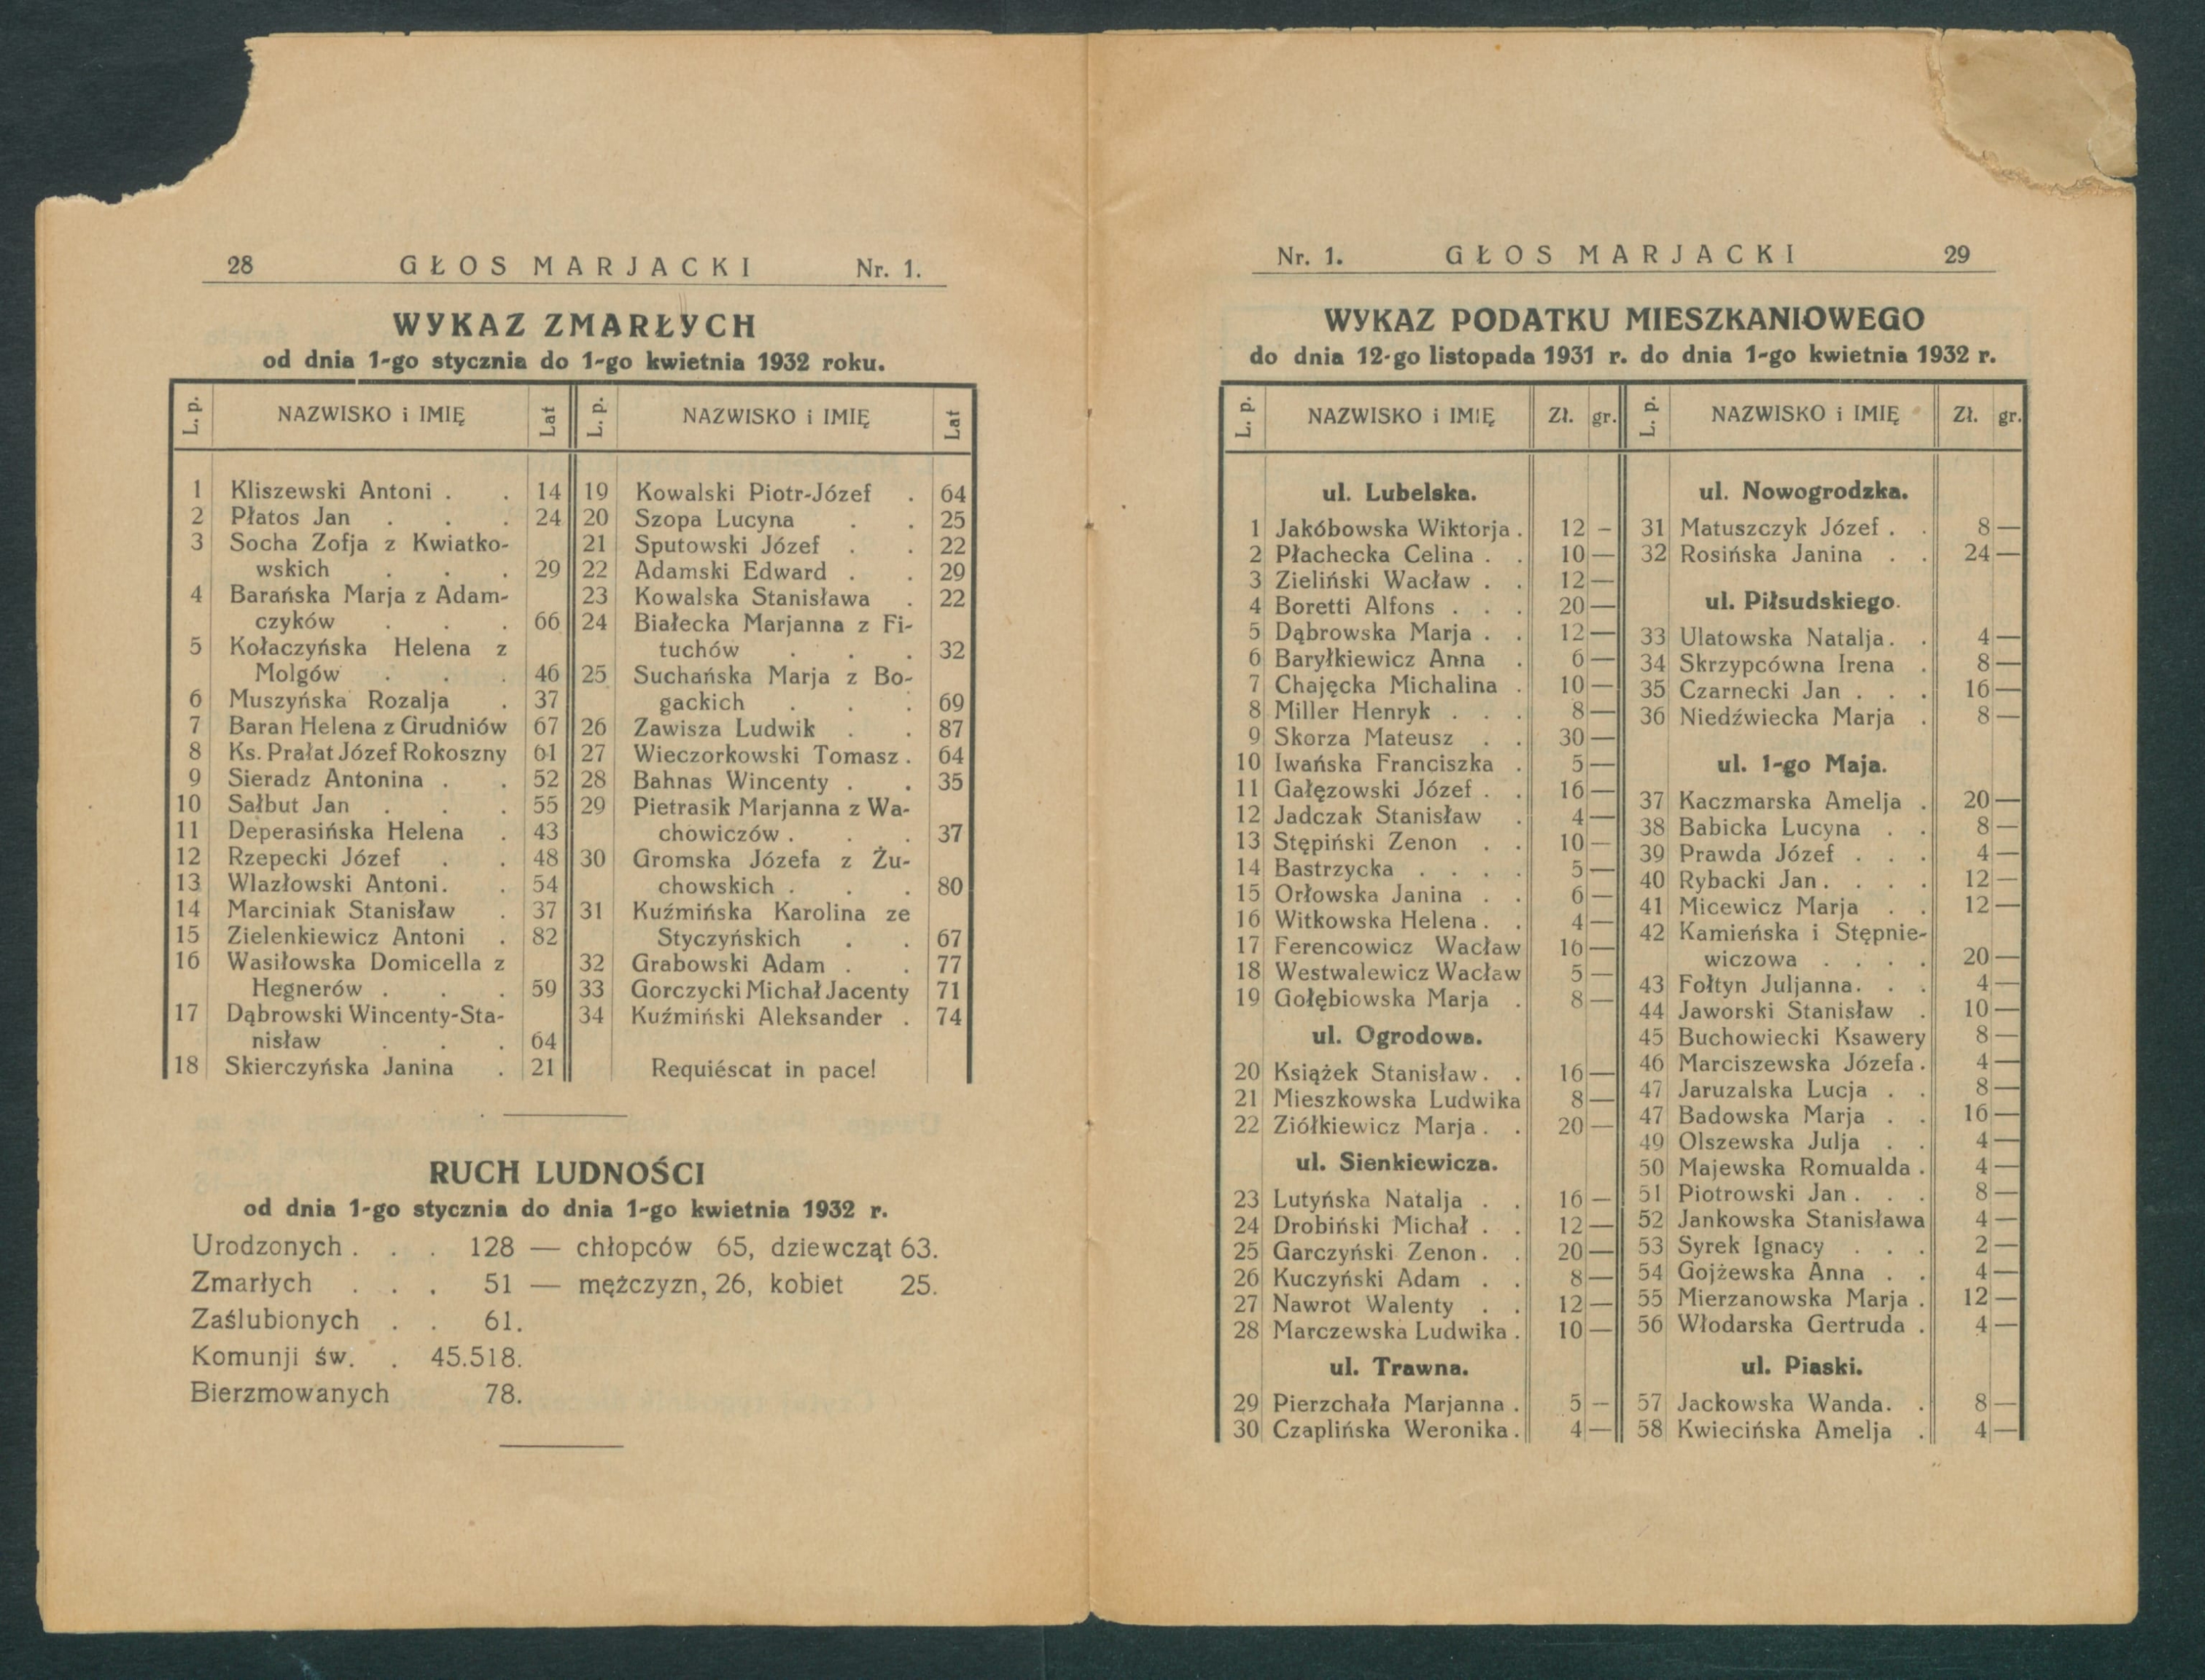 28 GŁOS MARJACKI Nr. 1.
WYKAZ ZMARŁYCH
od dnia 1-go stycznia do 1-go kwietnia 1932 roku.
L. p. NAZWISKO i IMIĘ Lat
1 Kliszewski Antoni . . 14
2 Płatos Jan . . . 24
3 Socha Zofja z Kwiatko-
wskich . . . 29
4 Barańska Marja z Adam-
czyków . . . 66
5 Kołaczyńska Helena z
Molgów . . . 46
6 Muszyńska Rozalja . 37
7 Baran Helena z Grudniów 67
8 Ks. Prałat Józef Rokoszny 61
9 Sieradz Antonina . . 52
10 Sałbut Jan . . . 55
11 Deperasińska Helena . 43
12 Rzepecki Józef . . 48
13 Wlazłowski Antoni. . 54
14 Marciniak Stanisław . 37
15 Zielenkiewicz Antoni . 82
16 Wasiłowska Domicella z
Hegnerów . . . 59
17 Dąbrowski Wincenty-Sta-
nisław . . . 64
18 Skierczyńska Janina . 21
L. p. NAZWISKO i IMIĘ Lat
19 Kowalski Piotr-Józef . 64
20 Szopa Lucyna . . 25
21 Sputowski Józef . . 22
22 Adamski Edward . . 29
23 Kowalska Stanisława . 22
24 Białecka Marjanna z Fi-
tuchów . . . 32
25 Suchańska Marja z Bo-
gackich . . . 69
26 Zawisza Ludwik . . 87
27 Wieczorkowski Tomasz . 64
28 Bahnas Wincenty . . 35
29 Pietrasik Marjanna z Wa-
chowiczów . . . 37
30 Gromska Józefa z Żu-
chowskich . . . 80
31 Kuźmińska Karolina ze
Styczyńskich . . 67
32 Grabowski Adam . . 77
33 Gorczycki Michał Jacenty 71
34 Kuźmiński Aleksander . 74
Requiéscat in pace!
RUCH LUDNOŚCI
od dnia 1-go stycznia do dnia 1-go kwietnia 1932 r.
Urodzonych . . . 128 — chłopców 65, dziewcząt 63.
Zmarłych . . . 51 — mężczyzn, 26, kobiet 25.
Zaślubionych . . 61.
Komunji św. . 45.518.
Bierzmowanych 78.
Nr. 1. GŁOS MARJACKI 29
WYKAZ PODATKU MIESZKANIOWEGO
do dnia 12-go listopada 1931 r. do dnia 1-go kwietnia 1932 r.
L. p. NAZWISKO i IMIĘ Zł. gr.
ul. Lubelska.
1 Jakóbowska Wiktorja . 12 –
2 Płachecka Celina . . 10 —
3 Zieliński Wacław . . 12 —
4 Boretti Alfons . . . 20 —
5 Dąbrowska Marja . . 12 —
6 Baryłkiewicz Anna . 6 —
7 Chajęcka Michalina . 10 —
8 Miller Henryk . . . 8 —
9 Skorza Mateusz . . 30 —
10 Iwańska Franciszka . 5 —
11 Gałęzowski Józef . . 16 —
12 Jadczak Stanisław . 4 —
13 Stępiński Zenon . . 10 —
14 Bastrzycka . . . . 5 —
15 Orłowska Janina . . 6 —
16 Witkowska Helena . . 4 —
17 Ferencowicz Wacław 16 —
18 Westwalewicz Wacław 5 —
19 Gołębiowska Marja . 8 —
ul. Ogrodowa.
20 Książek Stanisław . . 16 —
21 Mieszkowska Ludwika 8 —
22 Ziółkiewicz Marja . . 20 —
ul. Sienkiewicza.
23 Lutyńska Natalja . . 16 —
24 Drobiński Michał . . 12 —
25 Garczyński Zenon . . 20 —
26 Kuczyński Adam . . 8 —
27 Nawrot Walenty . . 12 —
28 Marczewska Ludwika . 10 —
ul. Trawna.
29 Pierzchała Marjanna . 5 –
30 Czaplińska Weronika . 4 —
L. p. NAZWISKO i IMIĘ Zł. gr.
ul. Nowogrodzka.
31 Matuszczyk Józef . . 8 —
32 Rosińska Janina . . 24 —
ul. Piłsudskiego.
33 Ulatowska Natalja . . 4 —
34 Skrzypcówna Irena . 8 —
35 Czarnecki Jan . . . 16 —
36 Niedźwiecka Marja . 8 —
ul. 1-go Maja.
37 Kaczmarska Amelja . 20 —
38 Babicka Lucyna . . 8 —
39 Prawda Józef . . . 4 —
40 Rybacki Jan . . . . 12 —
41 Micewicz Marja . . 12 —
42 Kamieńska i Stępnie-
wiczowa . . . . 20 —
43 Fołtyn Juljanna. . . 4 —
44 Jaworski Stanisław . 10 —
45 Buchowiecki Ksawery 8 —
46 Marciszewska Józefa . 4 —
47 Jaruzalska Lucja . . 8 —
47 Badowska Marja . . 16 —
49 Olszewska Julja . . 4 —
50 Majewska Romualda . 4 —
51 Piotrowski Jan . . . 8 —
52 Jankowska Stanisława 4 —
53 Syrek Ignacy . . . 2 —
54 Gojżewska Anna . . 4 —
55 Mierzanowska Marja . 12 —
56 Włodarska Gertruda . 4 —
ul. Piaski.
57 Jackowska Wanda. . 8 —
58 Kwiecińska Amelja . 4 —